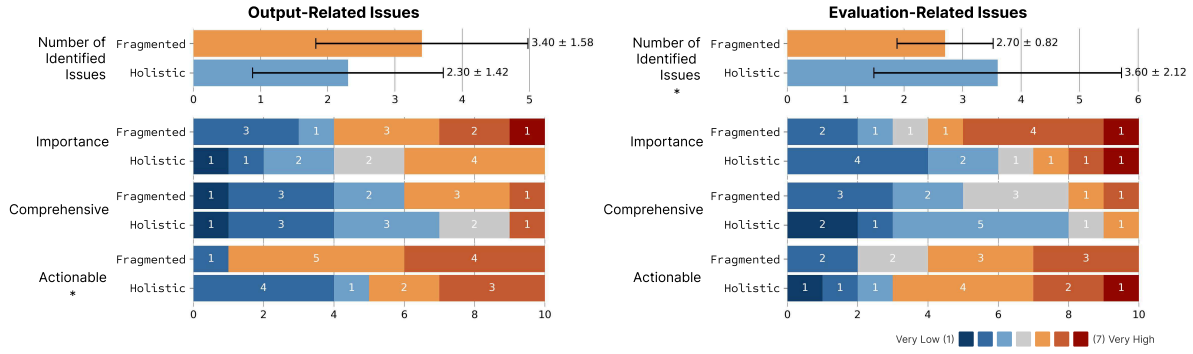 Output-Related Issues
Number of
Identified
Issues
Fragmented
3.40 ± 1.58
Holistic
2.30 ± 1.42
0 1 2 3 4 5
Importance
Fragmented
3 1 3 2 1
Holistic
1 1 2 2 4
Comprehensive
Fragmented
1 3 2 3 1
Holistic
1 3 3 2 1
Actionable
*
Fragmented
1 5 4
Holistic
4 1 2 3
0 2 4 6 8 10
Evaluation-Related Issues
Number of
Identified
Issues
*
Fragmented
2.70 ± 0.82
Holistic
3.60 ± 2.12
0 1 2 3 4 5 6
Importance
Fragmented
2 1 1 1 4 1
Holistic
4 2 1 1 1 1
Comprehensive
Fragmented
3 2 3 1 1
Holistic
2 1 5 1 1
Actionable
Fragmented
2 2 3 3
Holistic
1 1 1 4 2 1
0 2 4 6 8 10
Very Low (1) (7) Very High